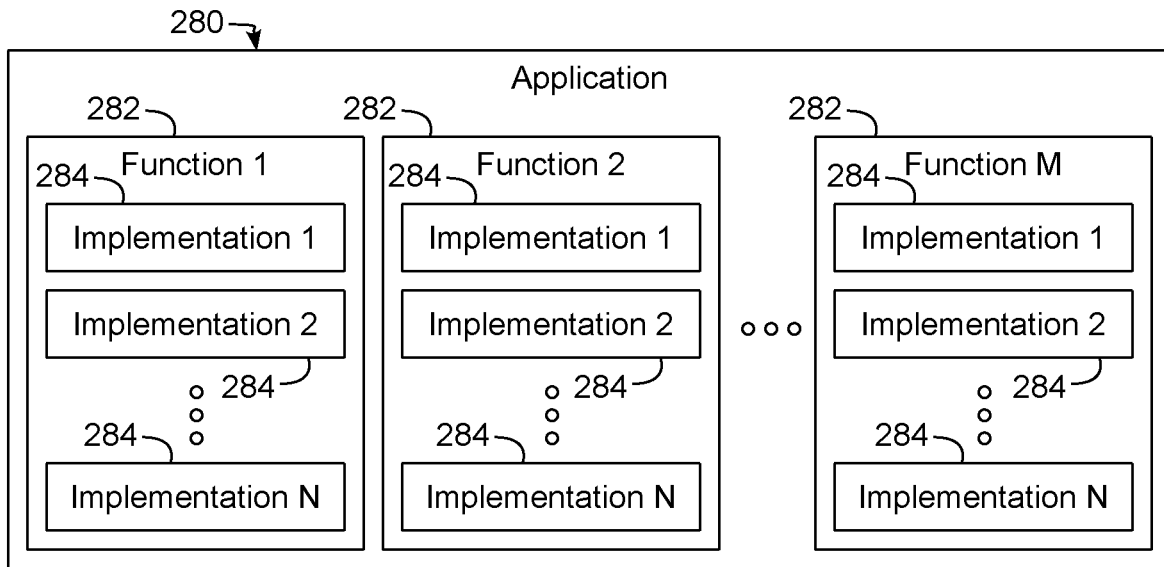 280
Application
282 282 282
Function 1 Function 2 Function M
284 284 284
Implementation 1 Implementation 1 Implementation 1
Implementation 2 Implementation 2 Implementation 2
284 284 284
284 284 284
Implementation N Implementation N Implementation N